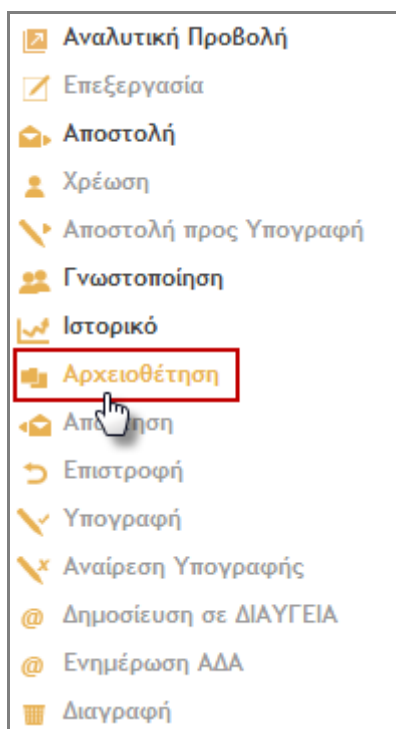 Αναλυτική Προβολή
Επεξεργασία
Αποστολή
Χρέωση
Αποστολή προς Υπογραφή
Γνωστοποίηση
Ιστορικό
Αρχειοθέτηση
Επιστροφή
Υπογραφή
Αναίρεση Υπογραφής
@ Δημοσίευση σε ΔΙΑΥΓΕΙΑ
@ Ενημέρωση ΑΔΑ
Διαγραφή